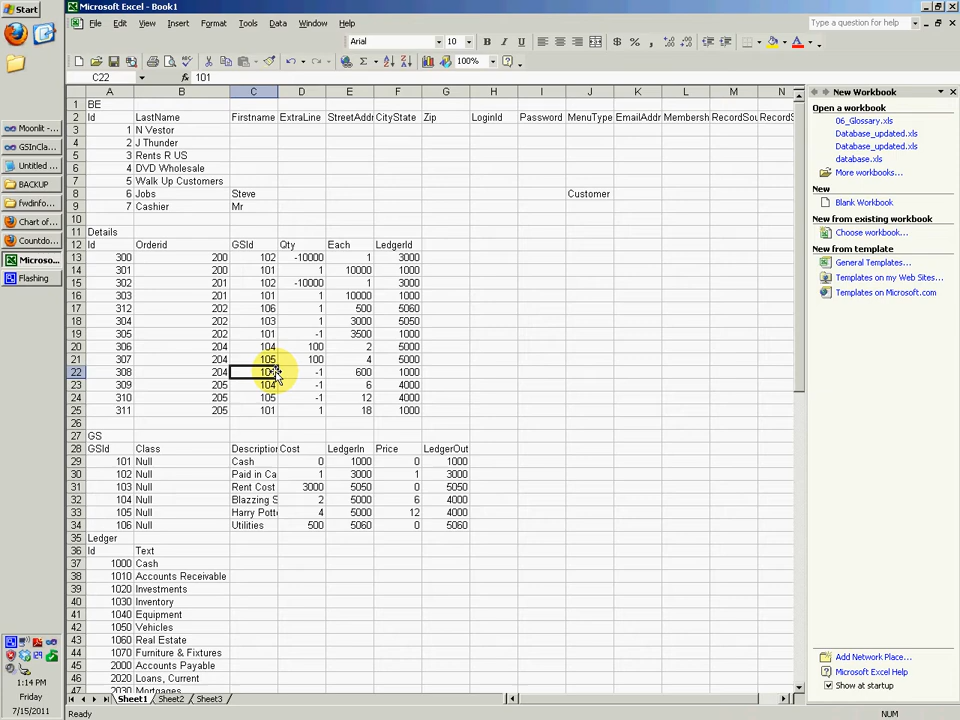 Start
Microsoft Excel - Book1
File Edit View Insert Format Tools Data Window Help
Type a question for help
Arial 10 B I U $ % ,
Σ 100%
C22 fx 101
A B C D E F G H I J K L M N
1 BE
2 Id LastName Firstname ExtraLine StreetAddr CityState Zip LoginId Password MenuType EmailAddr Membersh RecordSou RecordS
3 1 N Vestor
4 2 J Thunder
5 3 Rents R US
6 4 DVD Wholesale
7 5 Walk Up Customers
8 6 Jobs Steve Customer
9 7 Cashier Mr
10
11 Details
12 Id Orderid GSId Qty Each LedgerId
13 300 200 102 -10000 1 3000
14 301 200 101 1 10000 1000
15 302 201 102 -10000 1 3000
16 303 201 101 1 10000 1000
17 312 202 106 1 500 5060
18 304 202 103 1 3000 5050
19 305 202 101 -1 3500 1000
20 306 204 104 100 2 5000
21 307 204 105 100 4 5000
22 308 204 101 -1 600 1000
23 309 205 104 -1 6 4000
24 310 205 105 -1 12 4000
25 311 205 101 1 18 1000
26
27 GS
28 GSId Class Description Cost LedgerIn Price LedgerOut
29 101 Null Cash 0 1000 0 1000
30 102 Null Paid in Ca 1 3000 1 3000
31 103 Null Rent Cost 3000 5050 0 5050
32 104 Null Blazzing S 2 5000 6 4000
33 105 Null Harry Potte 4 5000 12 4000
34 106 Null Utilities 500 5060 0 5060
35 Ledger
36 Id Text
37 1000 Cash
38 1010 Accounts Receivable
39 1020 Investments
40 1030 Inventory
41 1040 Equipment
42 1050 Vehicles
43 1060 Real Estate
44 1070 Furniture & Fixtures
45 2000 Accounts Payable
46 2020 Loans, Current
47 2030 Mortgages
Sheet1 Sheet2 Sheet3
Ready
NUM
New Workbook
Open a workbook
06_Glossary.xls
Database_updated.xls
Database_updated.xls
database.xls
More workbooks...
New
Blank Workbook
New from existing workbook
Choose workbook...
New from template
General Templates...
Templates on my Web Sites...
Templates on Microsoft.com
Add Network Place...
Microsoft Excel Help
Show at startup
Moonlit -...
GSInCla...
Untitled ...
BACKUP
fwdinfo...
Chart of...
Countdo...
Microso...
Flashing
1:14 PM
Friday
7/15/2011